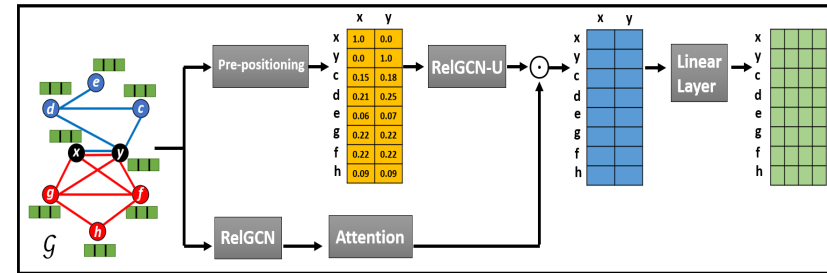 x y
x y
x 1.0 0.0
y 0.0 1.0
c 0.15 0.18
d 0.21 0.25
e 0.06 0.07
g 0.22 0.22
f 0.22 0.22
h 0.09 0.09
Pre-positioning
RelGCN-U
x
y
c
d
e
g
f
h
Linear
Layer
x
y
c
d
e
g
f
h
e
d
c
x
y
g
f
h
G
RelGCN
Attention